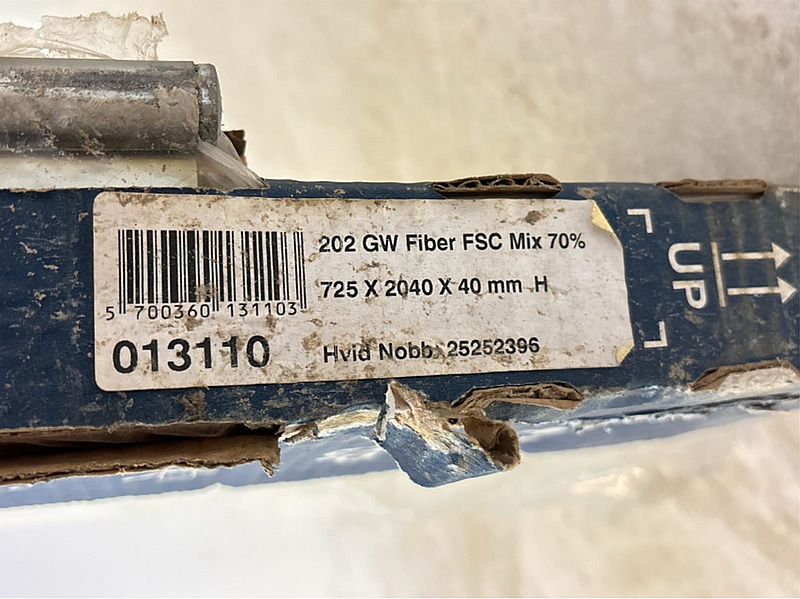 202 GW Fiber FSC Mix 70%
725 X 2040 X 40 mm H
5 700360 131103
013110
Hvid Nobb: 25252396
UP